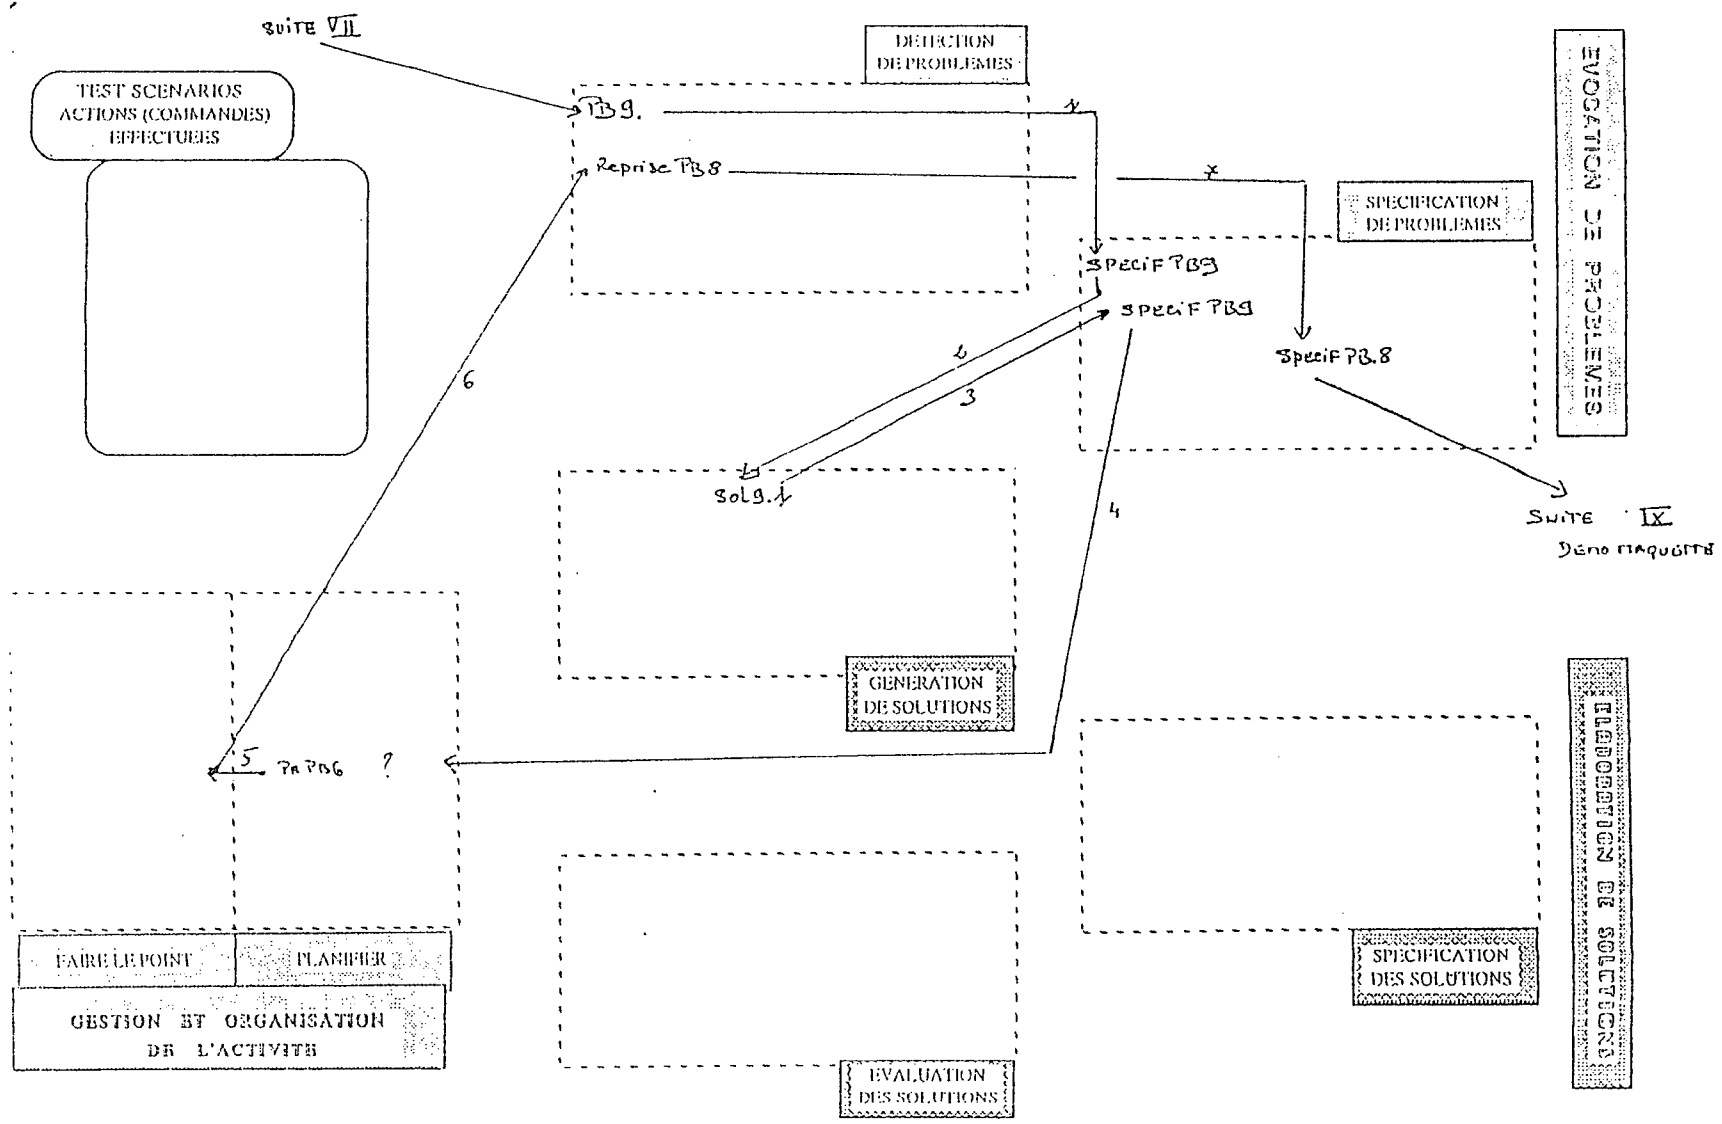 SUITE VII
DETECTION
DE PROBLEMES
TEST SCENARIOS
ACTIONS (COMMANDES)
EFFECTUEES
PB9.
1
Reprise PB8
SPECIFICATION
DE PROBLEMES
EVOCATION DE PROBLEMES
SPECIF PB9
SPECIF PB9
Specif PB.8
2
3
6
Sol9.1
4
SUITE IX
DEMO MAQUETTE
GENERATION
DE SOLUTIONS
ELABORATION DE SOLUTIONS
5
PB6 ?
FAIRE LE POINT
PLANIFIER
SPECIFICATION
DES SOLUTIONS
GESTION ET ORGANISATION
DE L'ACTIVITE
EVALUATION
DES SOLUTIONS